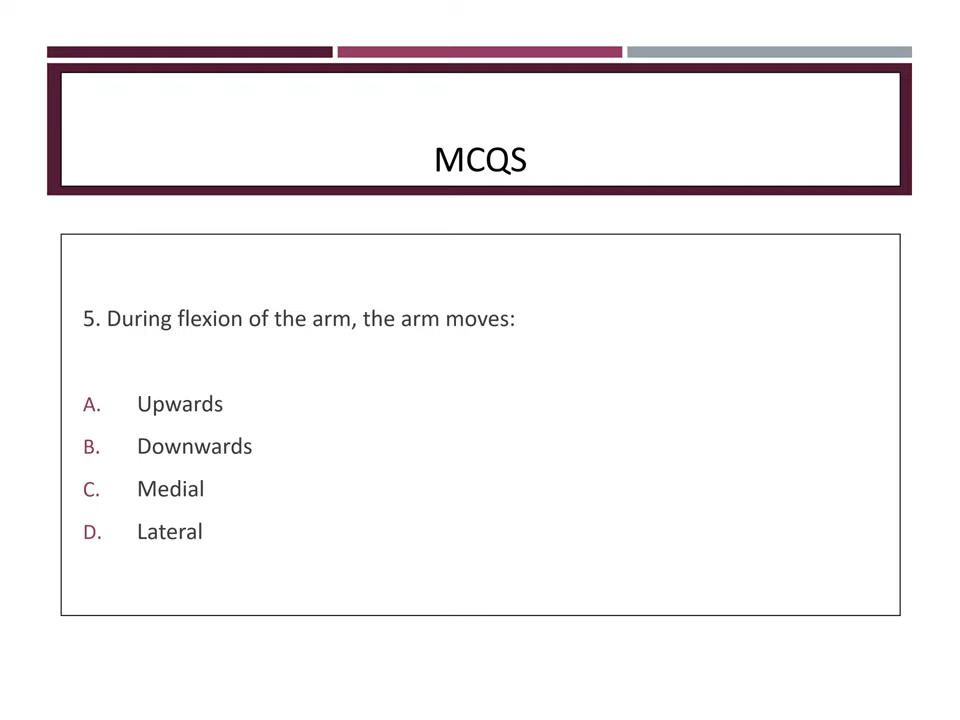 MCQS
5. During flexion of the arm, the arm moves:
A. Upwards
B. Downwards
C. Medial
D. Lateral